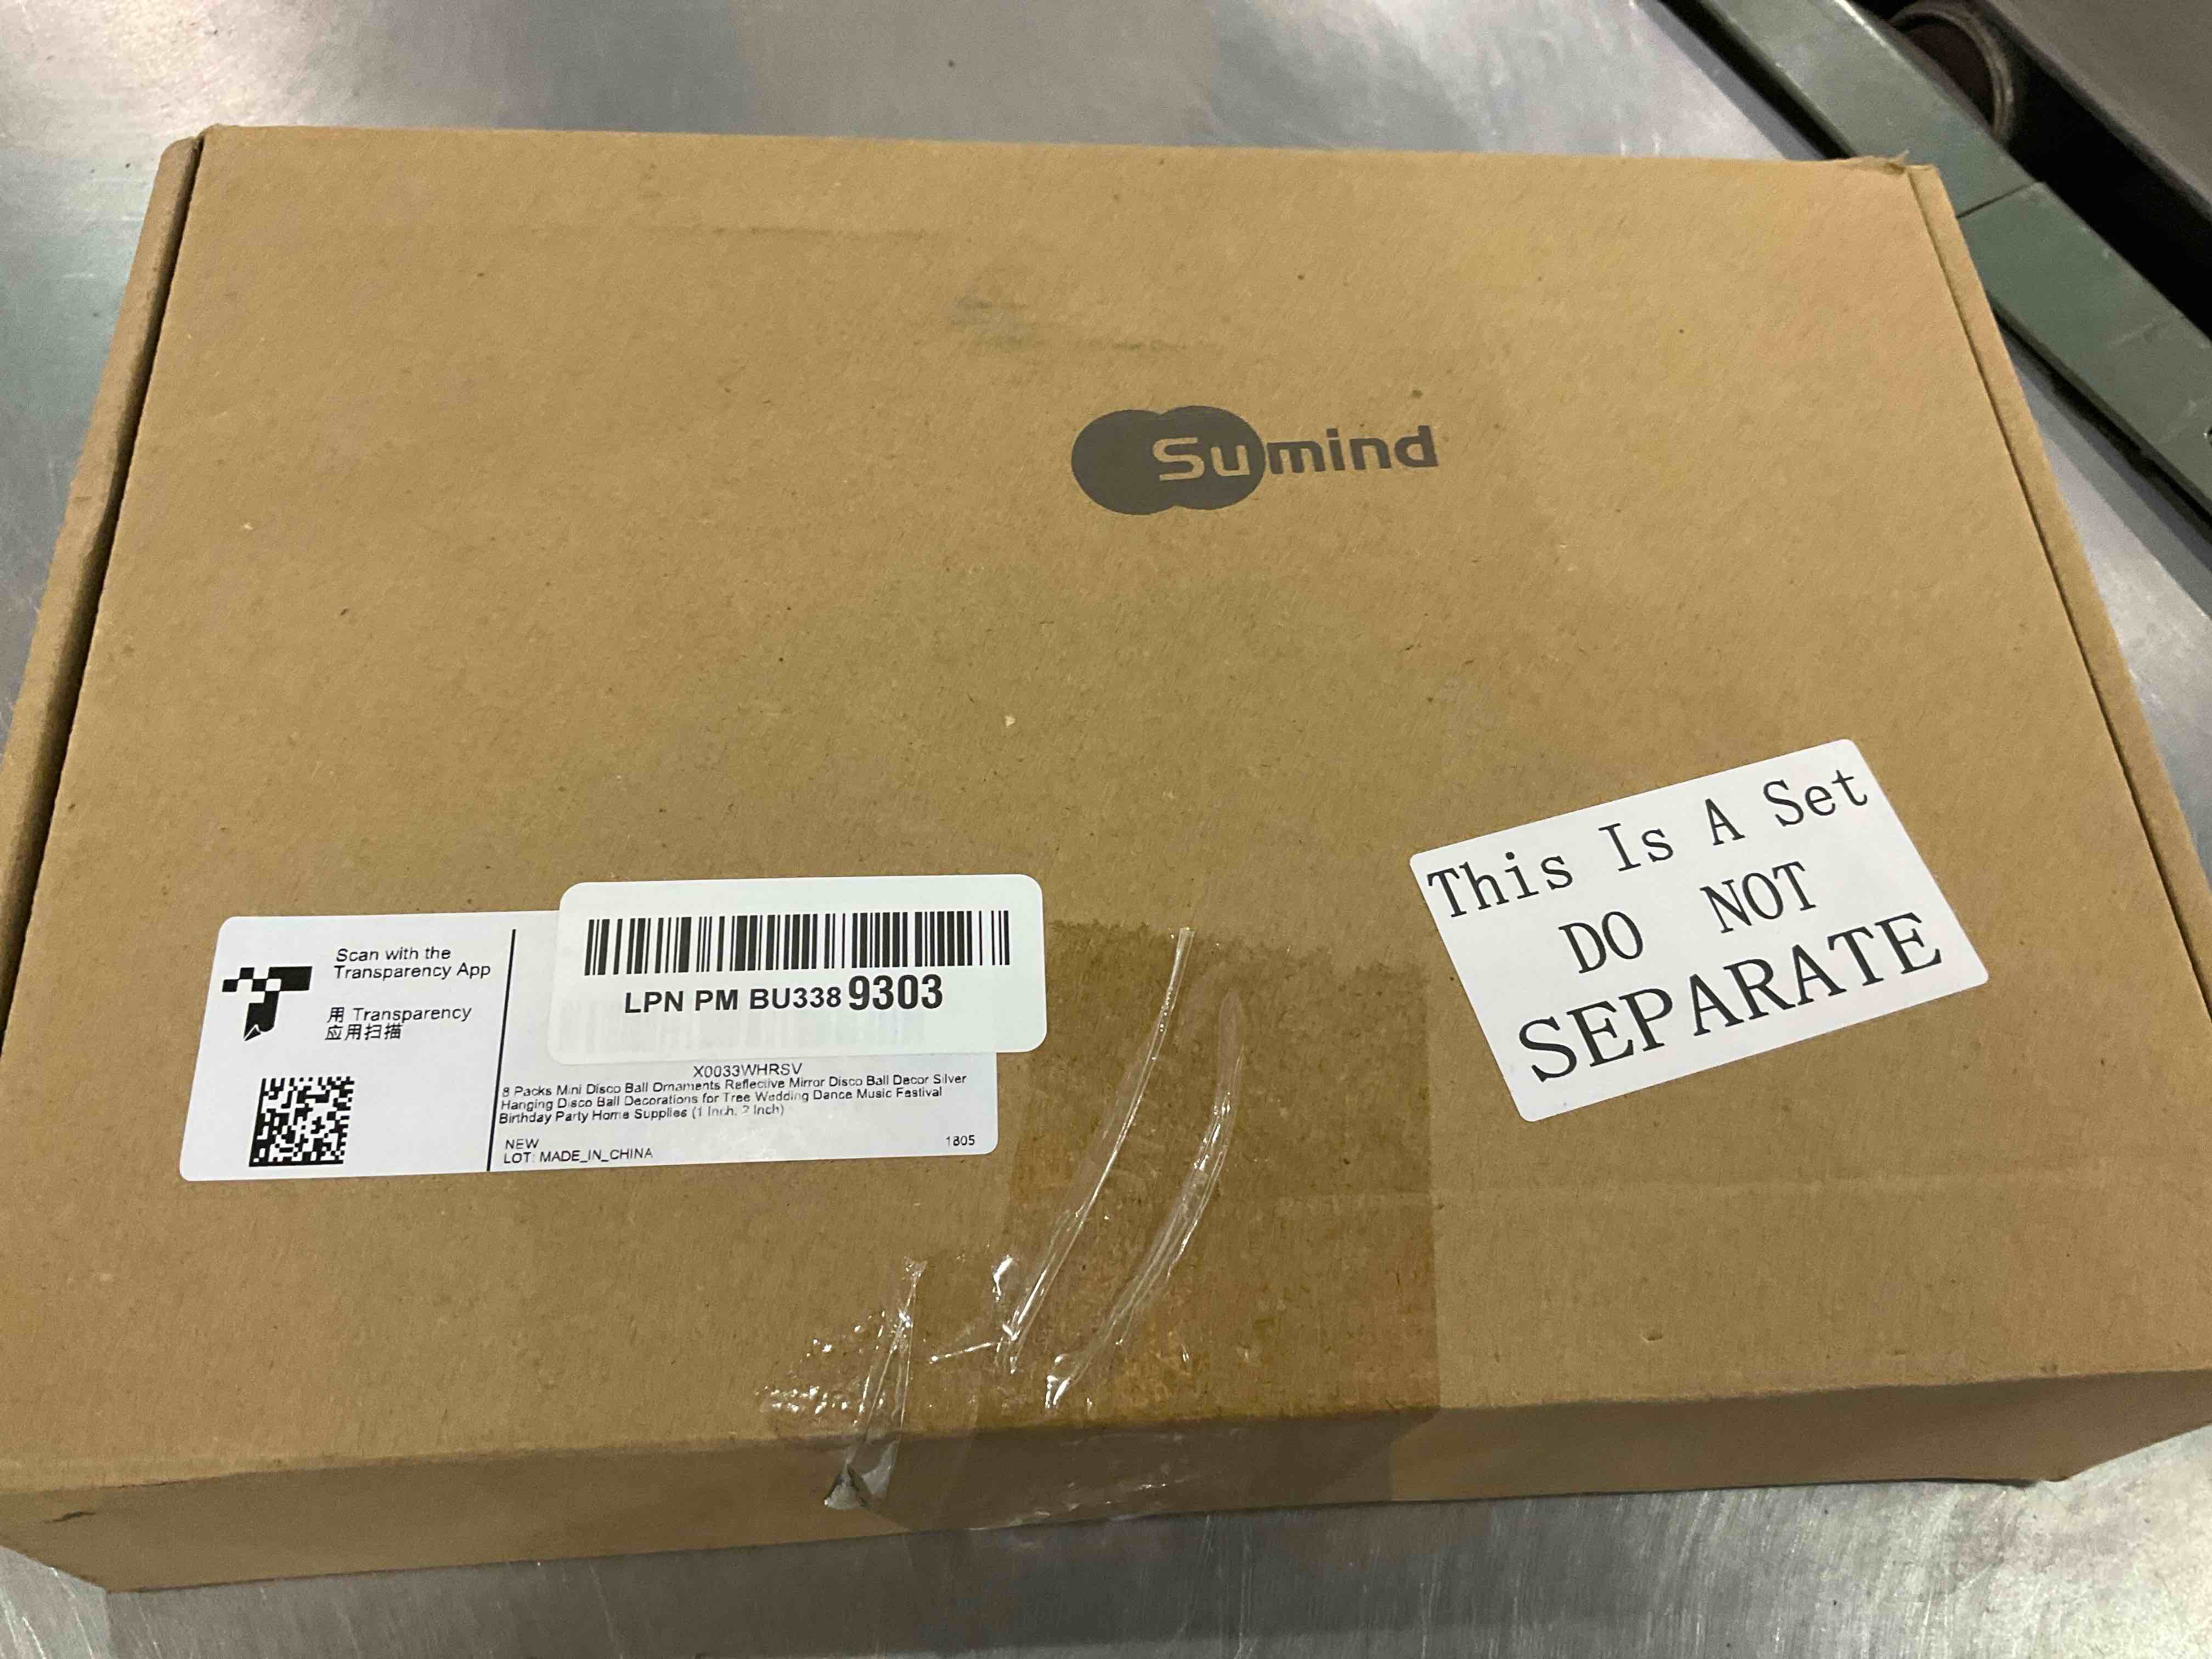 Sumind
This Is A Set
DO NOT
SEPARATE
Scan with the
Transparency App
用 Transparency
应用扫描
LPN PM BU338 9303
X0033WHRSV
8 Packs Mini Disco Ball Ornaments Reflective Mirror Disco Ball Decor Silver
Hanging Disco Ball Decorations for Tree Wedding Dance Music Festival
Birthday Party Home Supplies (1 Inch, 2 Inch)
NEW
LOT: MADE_IN_CHINA
1805